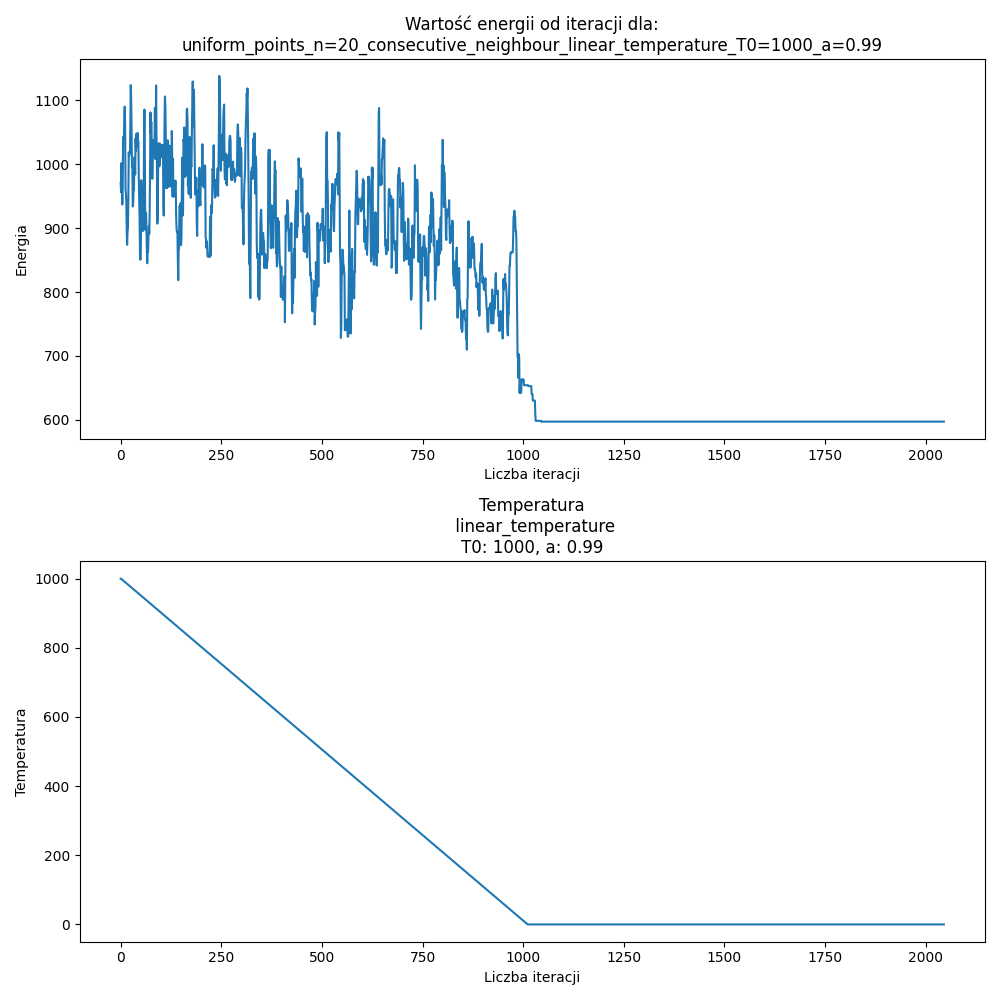 Wartość energii od iteracji dla:
uniform_points_n=20_consecutive_neighbour_linear_temperature_T0=1000_a=0.99
1100
1000
900
800
700
600
Energia
0 250 500 750 1000 1250 1500 1750 2000
Liczba iteracji
Temperatura
linear_temperature
T0: 1000, a: 0.99
1000
800
600
400
200
0
Temperatura
0 250 500 750 1000 1250 1500 1750 2000
Liczba iteracji